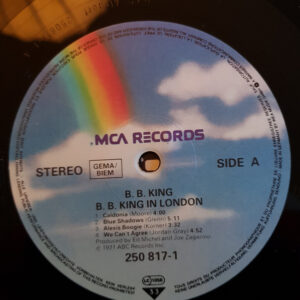 MCA RECORDS
STEREO
GEMA/
BIEM
SIDE A
B. B. KING
B. B. KING IN LONDON
1 Caldonia (Moore) 4:00
2 Blue Shadows (Glenn) 5:11
3 Alexis Boogie (Korner) 3:32
4 We Can't Agree (Jordan Gray) 4:52
Produced by Ed Michel and Joe Zagarino
℗ 1971 ABC Records Inc.
250 817-1
LC 1056